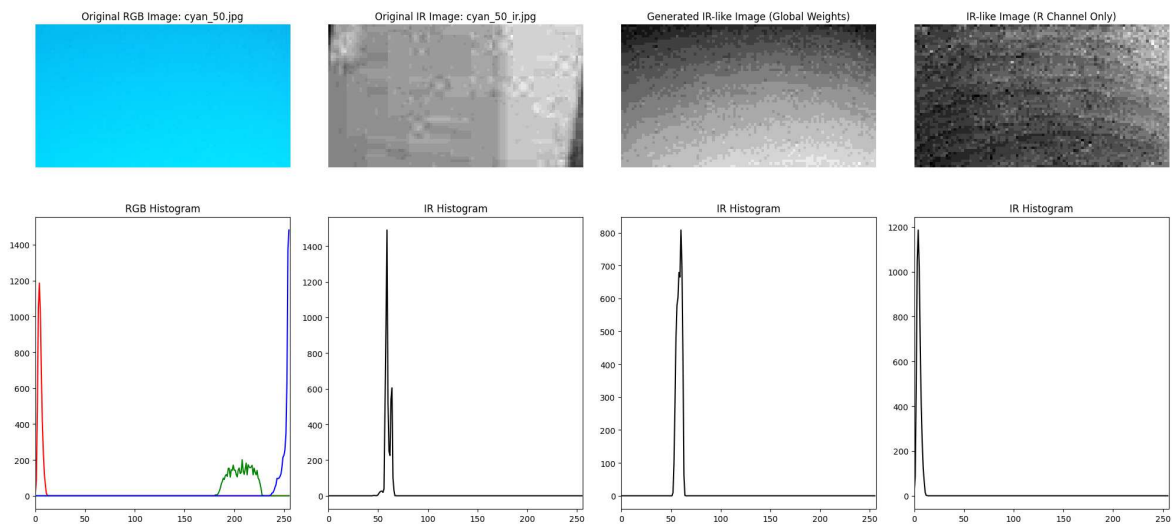 Original RGB Image: cyan_50.jpg
Original IR Image: cyan_50_ir.jpg
Generated IR-like Image (Global Weights)
IR-like Image (R Channel Only)
RGB Histogram
1400
1200
1000
800
600
400
200
0
0 50 100 150 200 250
IR Histogram
1400
1200
1000
800
600
400
200
0
0 50 100 150 200 250
IR Histogram
800
700
600
500
400
300
200
100
0
0 50 100 150 200 250
IR Histogram
1200
1000
800
600
400
200
0
0 50 100 150 200 250